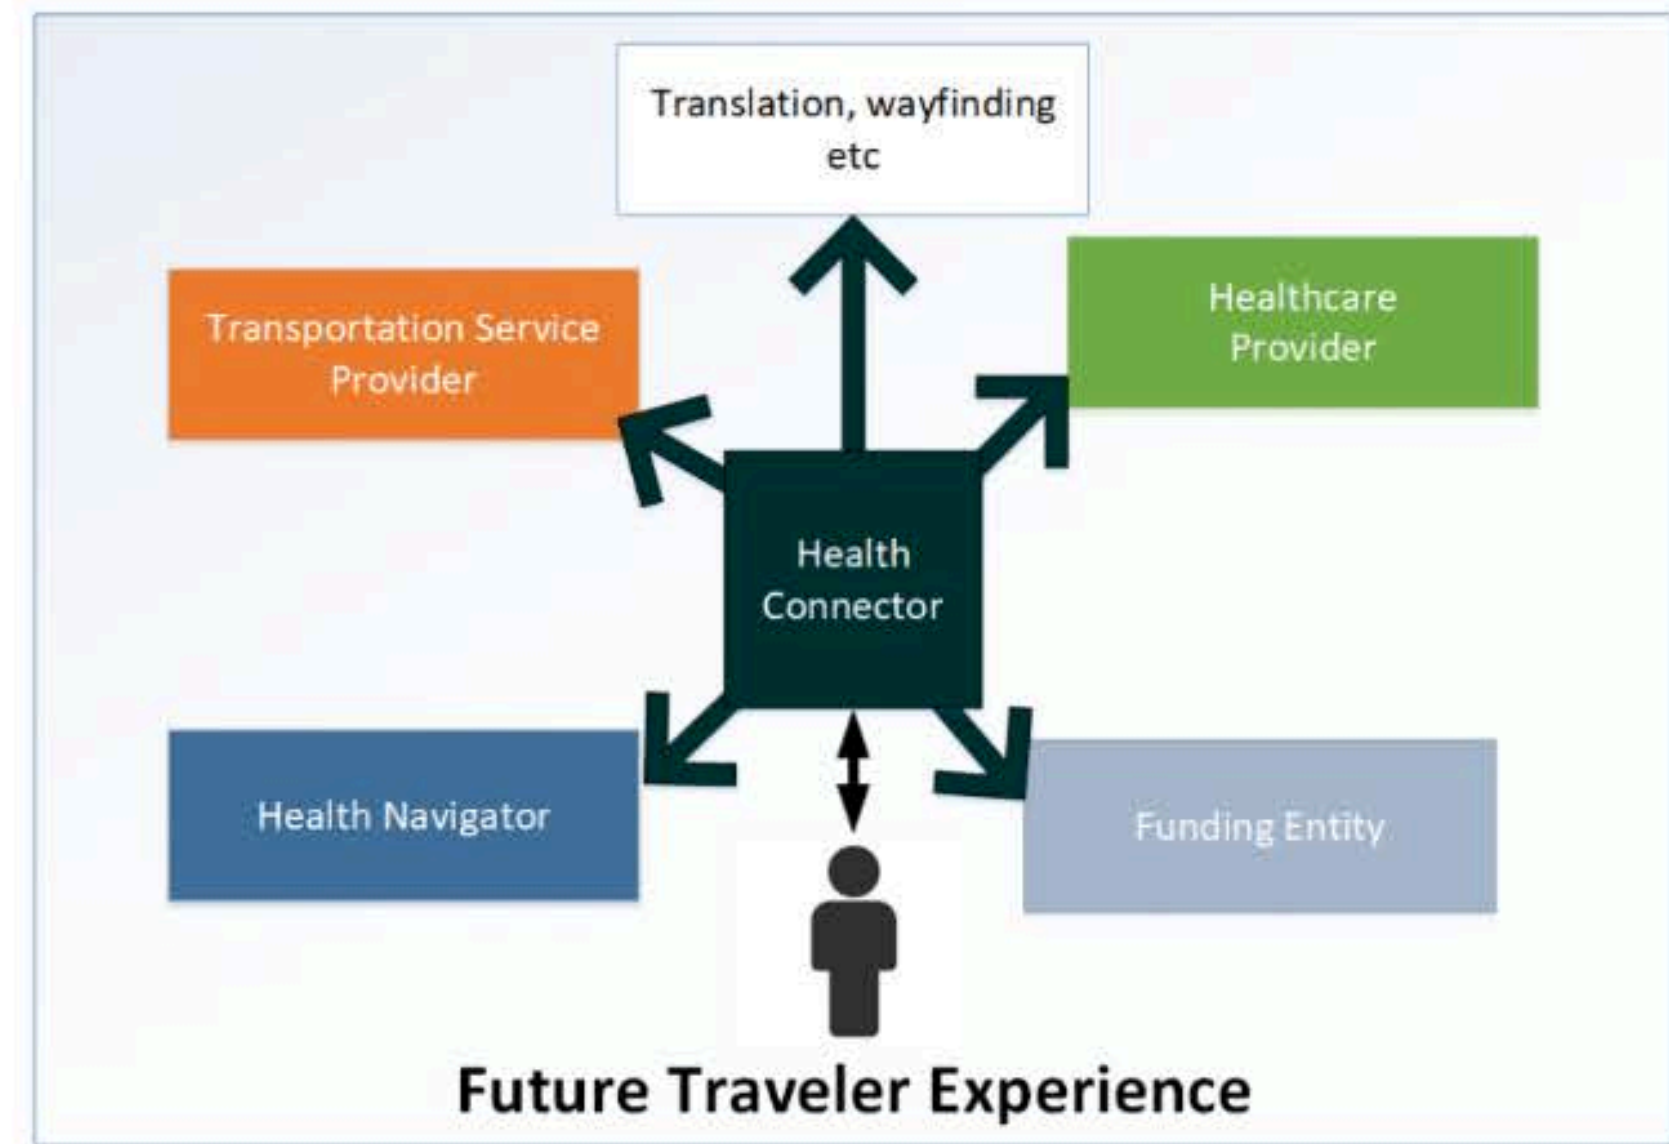 Translation, wayfinding
etc
Transportation Service
Provider
Healthcare
Provider
Health
Connector
Health Navigator
Funding Entity
Future Traveler Experience